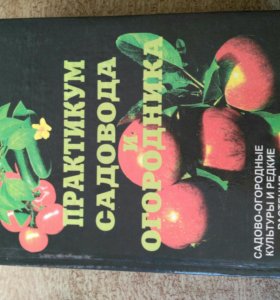 ПРАКТИКУМ
САДОВОДА
И
ОГОРОДНИКА
САДОВО-ОГОРОДНЫЕ
КУЛЬТУРЫ И РЕДКИЕ